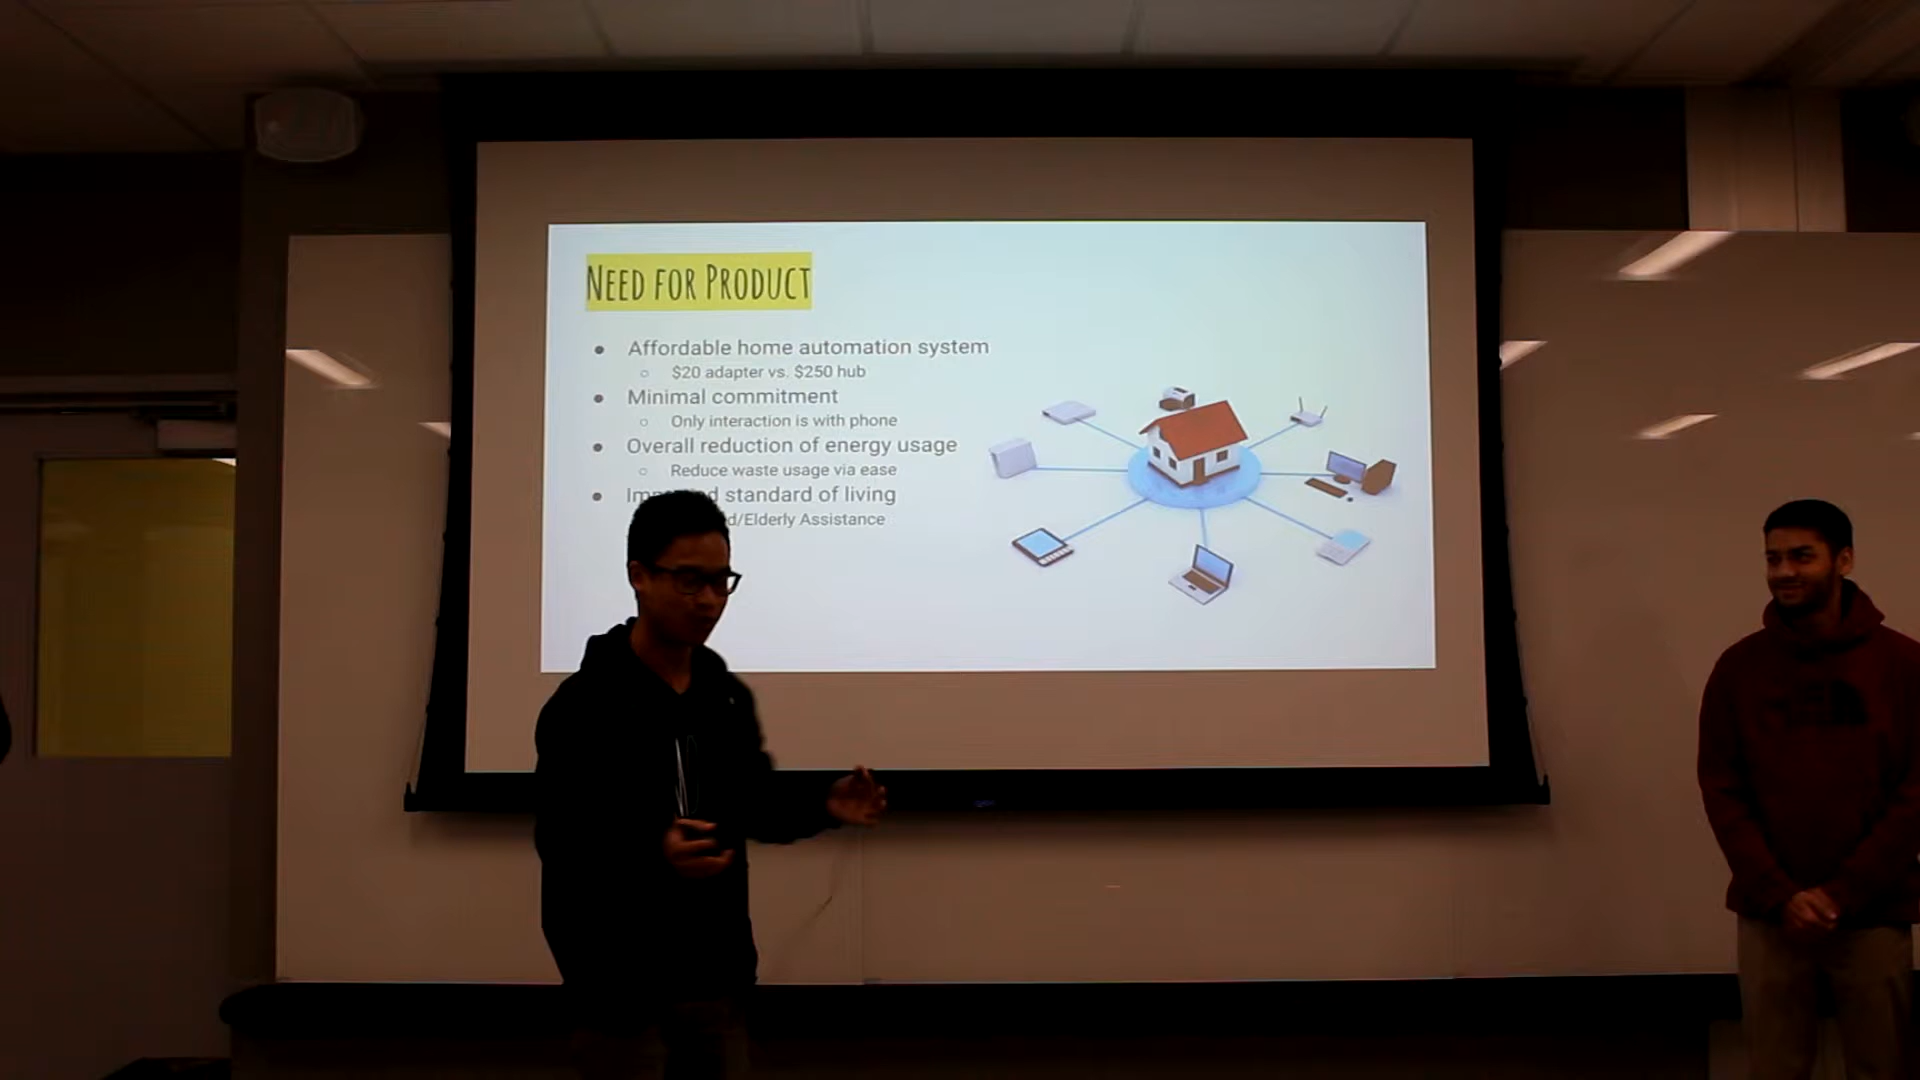 NEED FOR PRODUCT
● Affordable home automation system
○ $20 adapter vs. $250 hub
● Minimal commitment
○ Only interaction is with phone
● Overall reduction of energy usage
○ Reduce waste usage via ease
● standard of living
Elderly Assistance